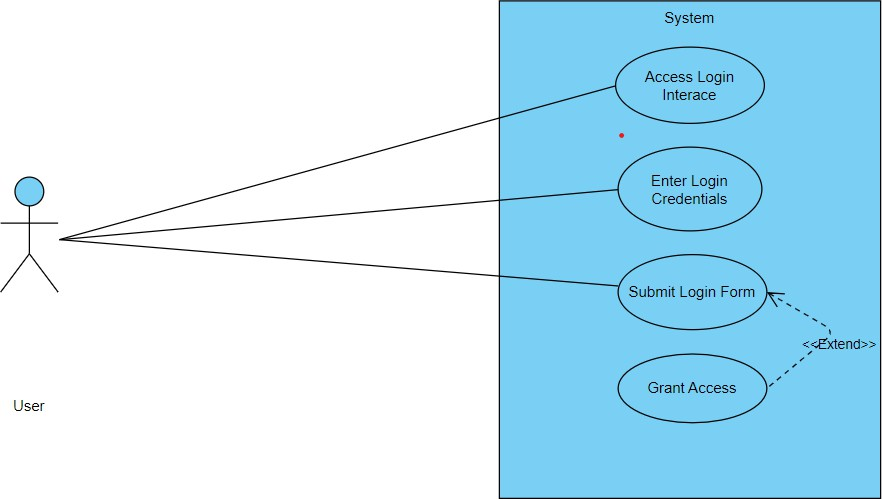 System
Access Login
Interace
Enter Login
Credentials
Submit Login Form
<<Extend>>
Grant Access
User